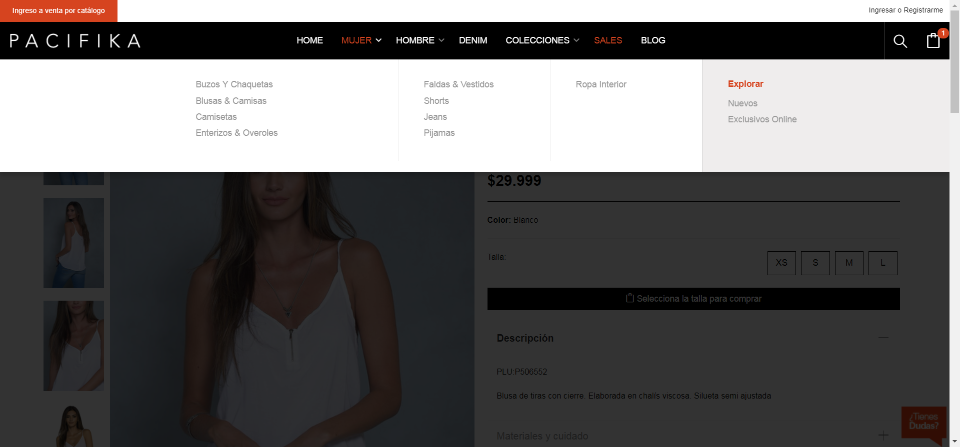 Ingreso a venta por catálogo
Ingresar o Registrarme
PACIFIKA
HOME
MUJER
HOMBRE
DENIM
COLECCIONES
SALES
BLOG
1
Buzos Y Chaquetas
Blusas & Camisas
Camisetas
Enterizos & Overoles
Faldas & Vestidos
Shorts
Jeans
Pijamas
Ropa Interior
Explorar
Nuevos
Exclusivos Online
$29.999
Color: Blanco
Talla:
XS
S
M
L
Selecciona la talla para comprar
Descripción
PLU:P506552
Blusa de tiras con cierre. Elaborada en challs viscosa. Silueta semi ajustada
Materiales y cuidado
¿Tienes
Dudas?